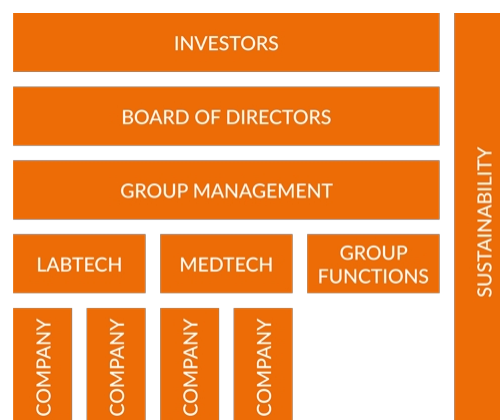 INVESTORS
BOARD OF DIRECTORS
GROUP MANAGEMENT
LABTECH
MEDTECH
GROUP
FUNCTIONS
COMPANY
COMPANY
COMPANY
COMPANY
SUSTAINABILITY